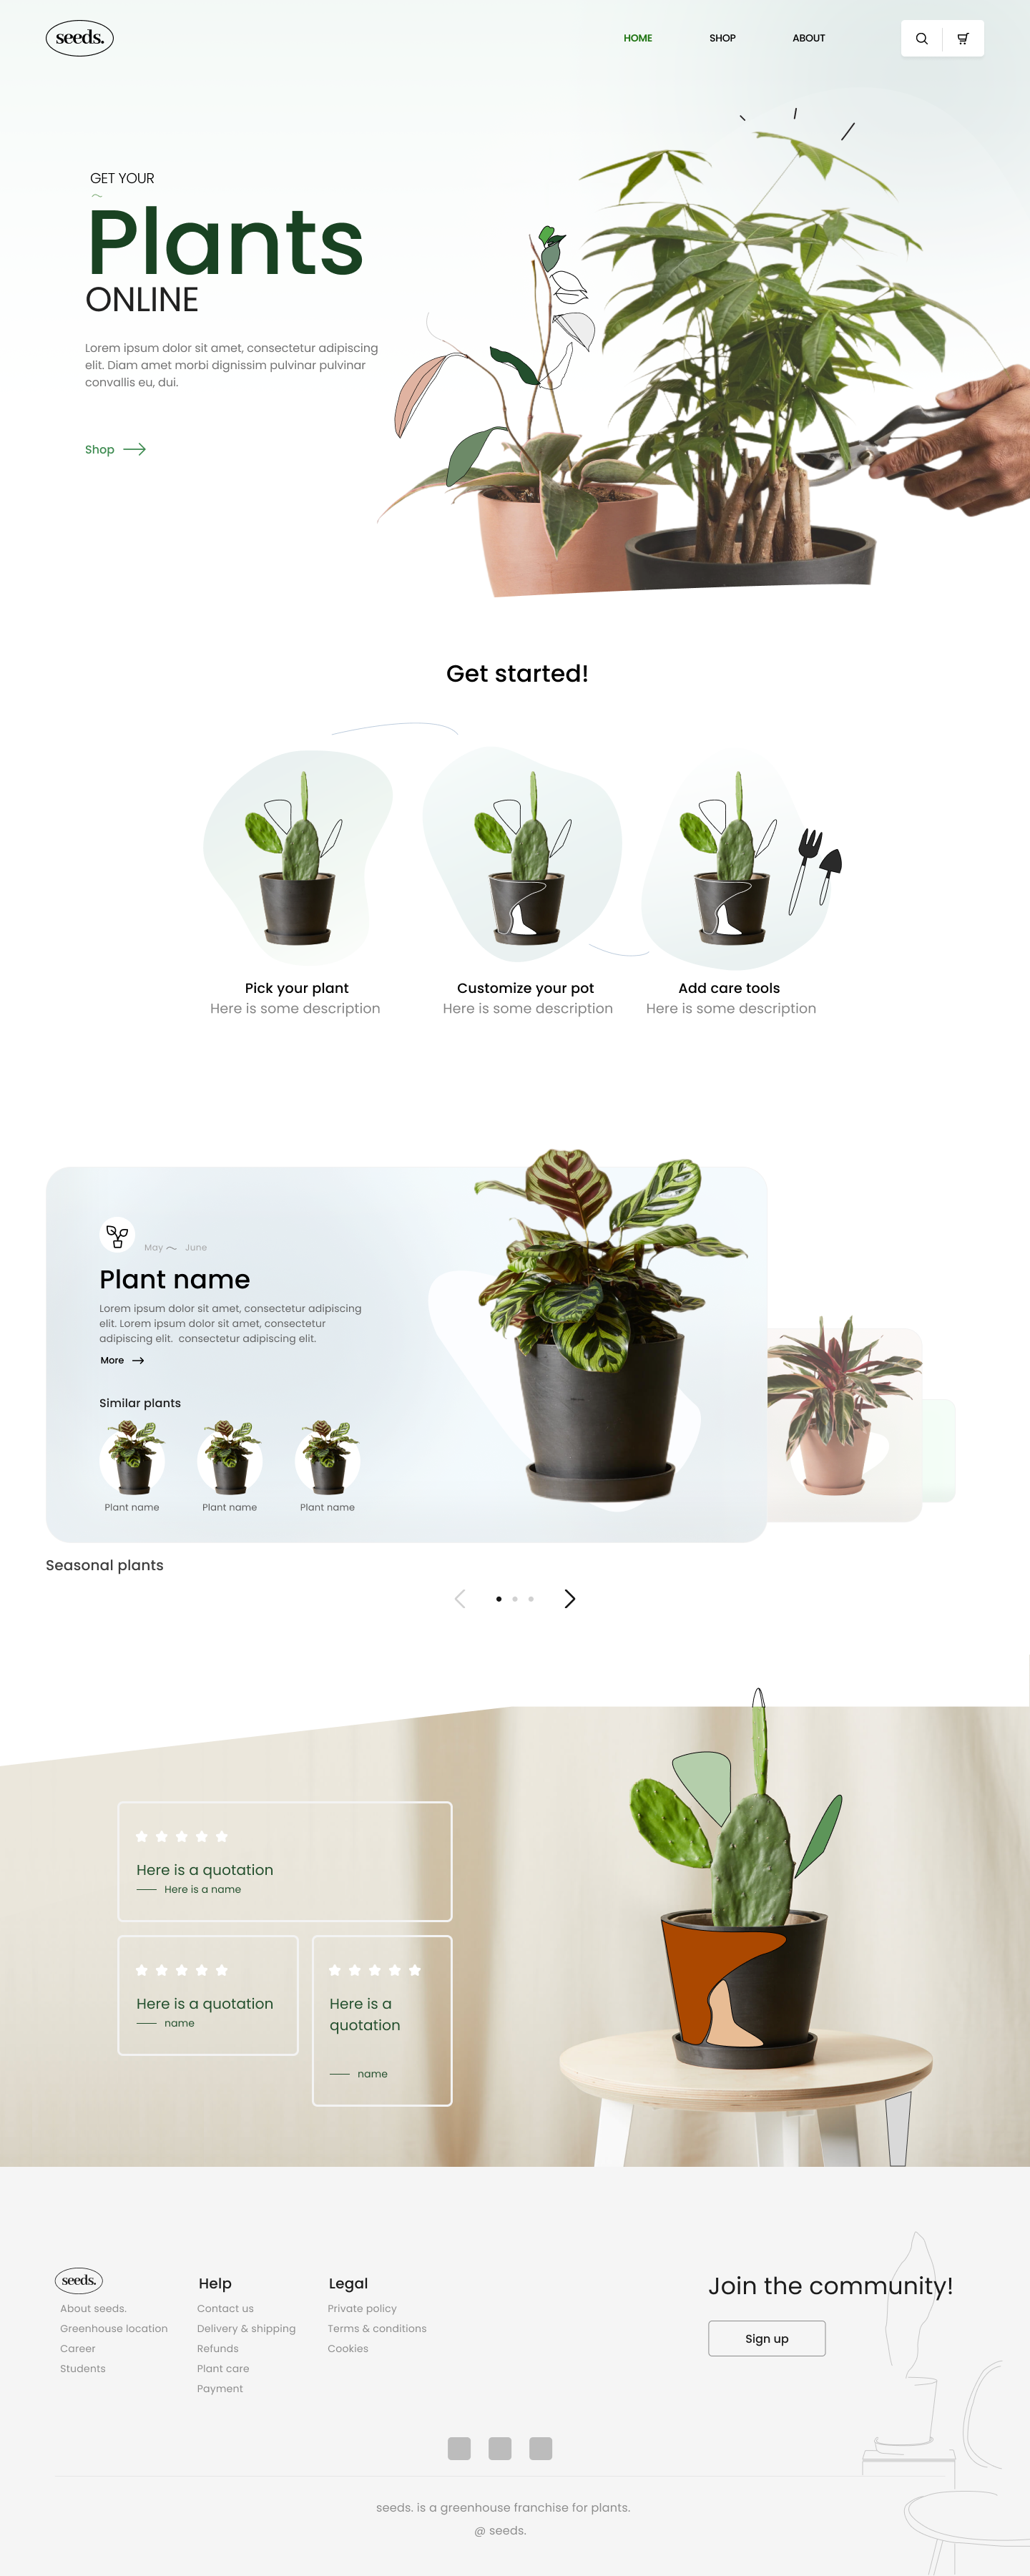 seeds.
HOME SHOP ABOUT
GET YOUR
Plants
ONLINE
Lorem ipsum dolor sit amet, consectetur adipiscing
elit. Diam amet morbi dignissim pulvinar pulvinar
convallis eu, dui.
Shop
Get started!
Pick your plant
Here is some description
Customize your pot
Here is some description
Add care tools
Here is some description
May June
Plant name
Lorem ipsum dolor sit amet, consectetur adipiscing
elit. Lorem ipsum dolor sit amet, consectetur
adipiscing elit. consectetur adipiscing elit.
More
Similar plants
Plant name Plant name Plant name
Seasonal plants
Here is a quotation
Here is a name
Here is a quotation
name
Here is a
quotation
name
seeds.
About seeds.
Greenhouse location
Career
Students
Help
Contact us
Delivery & shipping
Refunds
Plant care
Payment
Legal
Private policy
Terms & conditions
Cookies
Join the community!
Sign up
seeds. is a greenhouse franchise for plants.
@ seeds.